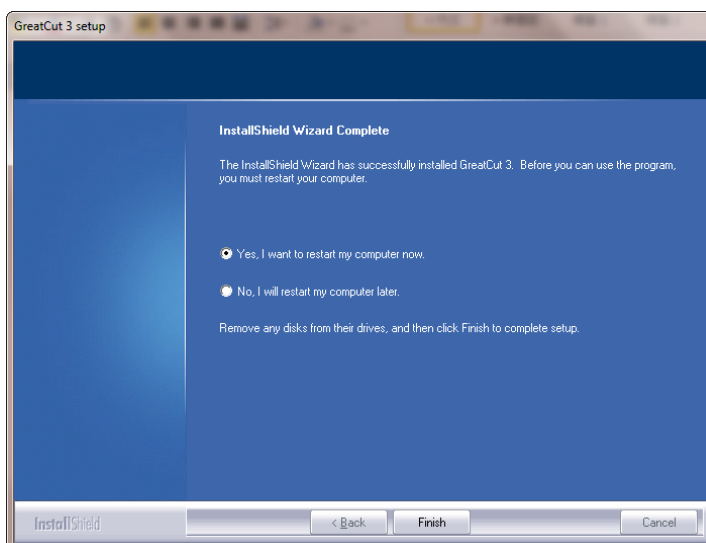 GreatCut 3 setup
InstallShield Wizard Complete
The InstallShield Wizard has successfully installed GreatCut 3. Before you can use the program,
you must restart your computer.
Yes, I want to restart my computer now.
No, I will restart my computer later.
Remove any disks from their drives, and then click Finish to complete setup.
InstallShield
< Back
Finish
Cancel